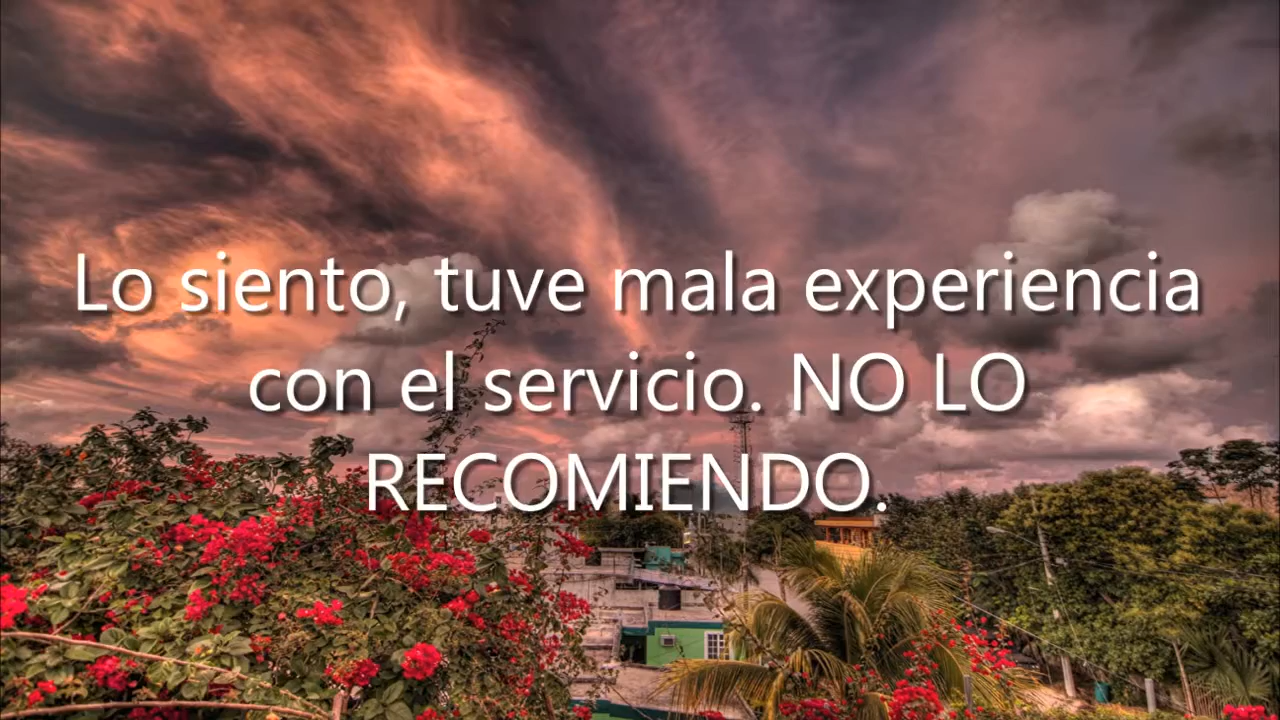 Lo siento, tuve mala experiencia
con el servicio. NO LO
RECOMIENDO.